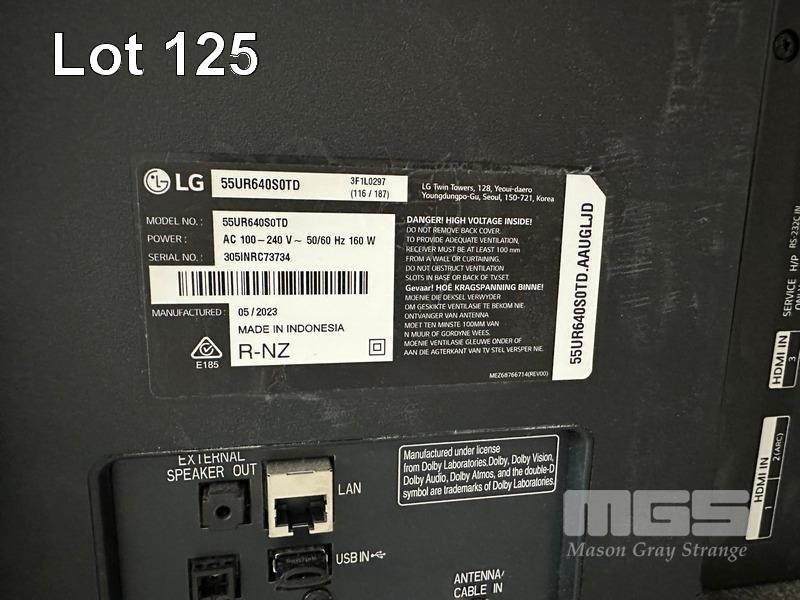 Lot 125
LG
55UR640S0TD
3F1L0297
(116 / 187)
LG Twin Towers, 128, Yeoui-daero
Youngdungpo-Gu, Seoul, 150-721, Korea
MODEL NO. : 55UR640S0TD
POWER : AC 100–240 V ~ 50/60 Hz 160 W
SERIAL NO. : 305INRC73734
MANUFACTURED : 05 / 2023
MADE IN INDONESIA
R-NZ
E185
DANGER! HIGH VOLTAGE INSIDE!
DO NOT REMOVE BACK COVER.
TO PROVIDE ADEQUATE VENTILATION,
RECEIVER MUST BE AT LEAST 100 mm
FROM A WALL OR CURTAINING.
DO NOT OBSTRUCT VENTILATION
SLOTS IN BASE OR BACK OF TV.SET.
Gevaar! HOË KRAGSPANNING BINNE!
MOENIE DIE DEKSEL VERWYDER
OM GESKIKTE VENTILASIE TE BEKOM NIE.
ONTVANGER VAN ANTENNA
MOET TEN MINSTE 100MM VAN
N MUUR OF GORDYNE WEES.
MOENIE VENTILASIE GLEUWE ONDER OF
AAN DIE AGTERKANT VAN TV STEL VERSPER NIE.
MEZ68766714(REV00)
55UR640S0TD.AAUGLJD
EXTERNAL
SPEAKER OUT
LAN
USB IN
ANTENNA/
CABLE IN
Manufactured under license
from Dolby Laboratories.Dolby, Dolby Vision,
Dolby Audio, Dolby Atmos, and the double-D
symbol are trademarks of Dolby Laboratories.
RS-232C IN
H/P
SERVICE
HDMI IN
3
HDMI IN
1
2(ARC)
MGS
Mason Gray Strange